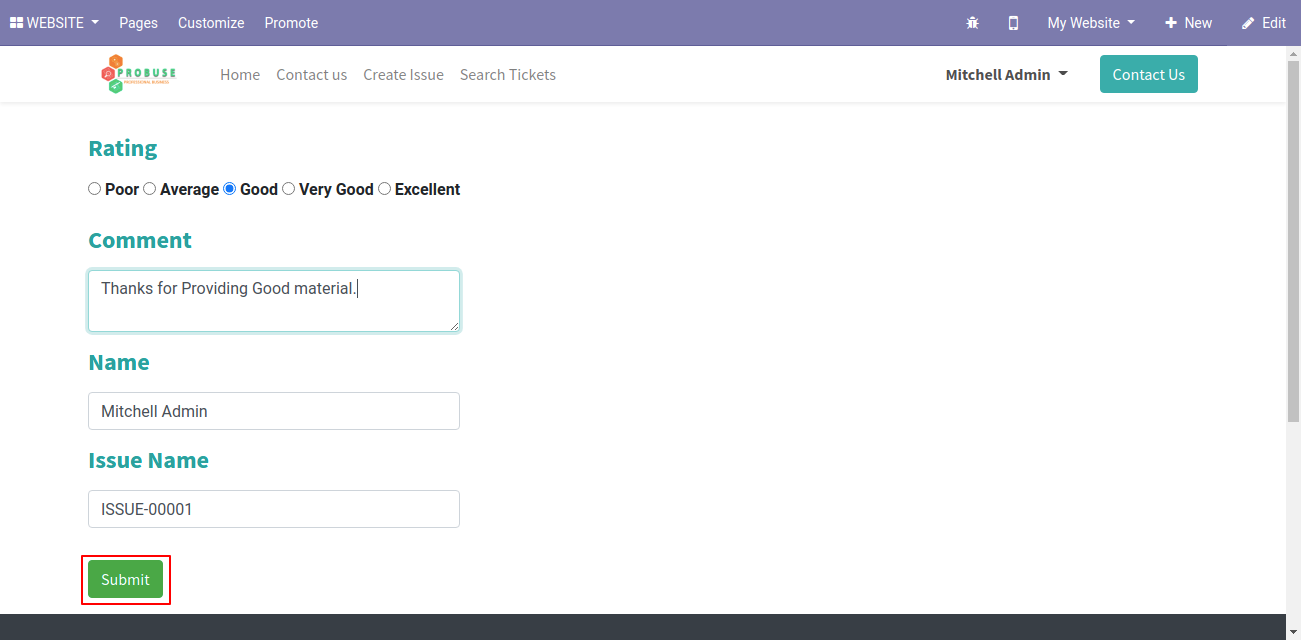 WEBSITE Pages Customize Promote My Website New Edit
PROBUSE Home Contact us Create Issue Search Tickets Mitchell Admin Contact Us
Rating
Poor Average Good Very Good Excellent
Comment
Thanks for Providing Good material.
Name
Mitchell Admin
Issue Name
ISSUE-00001
Submit